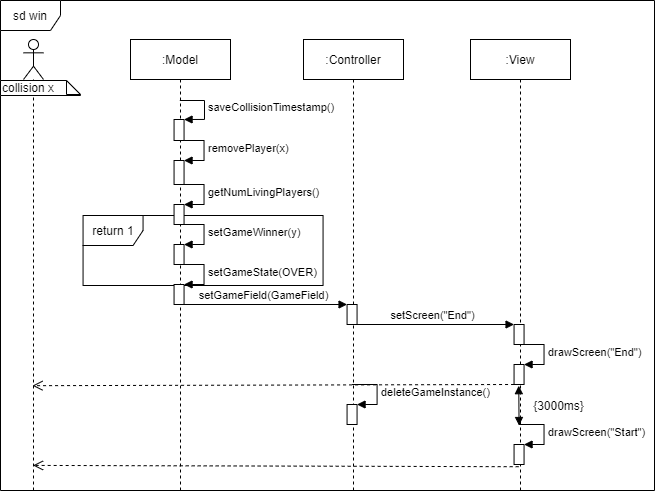 sd win
collision x
:Model
:Controller
:View
saveCollisionTimestamp()
removePlayer(x)
getNumLivingPlayers()
return 1
setGameWinner(y)
setGameState(OVER)
setGameField(GameField)
setScreen("End")
drawScreen("End")
deleteGameInstance()
{3000ms}
drawScreen("Start")